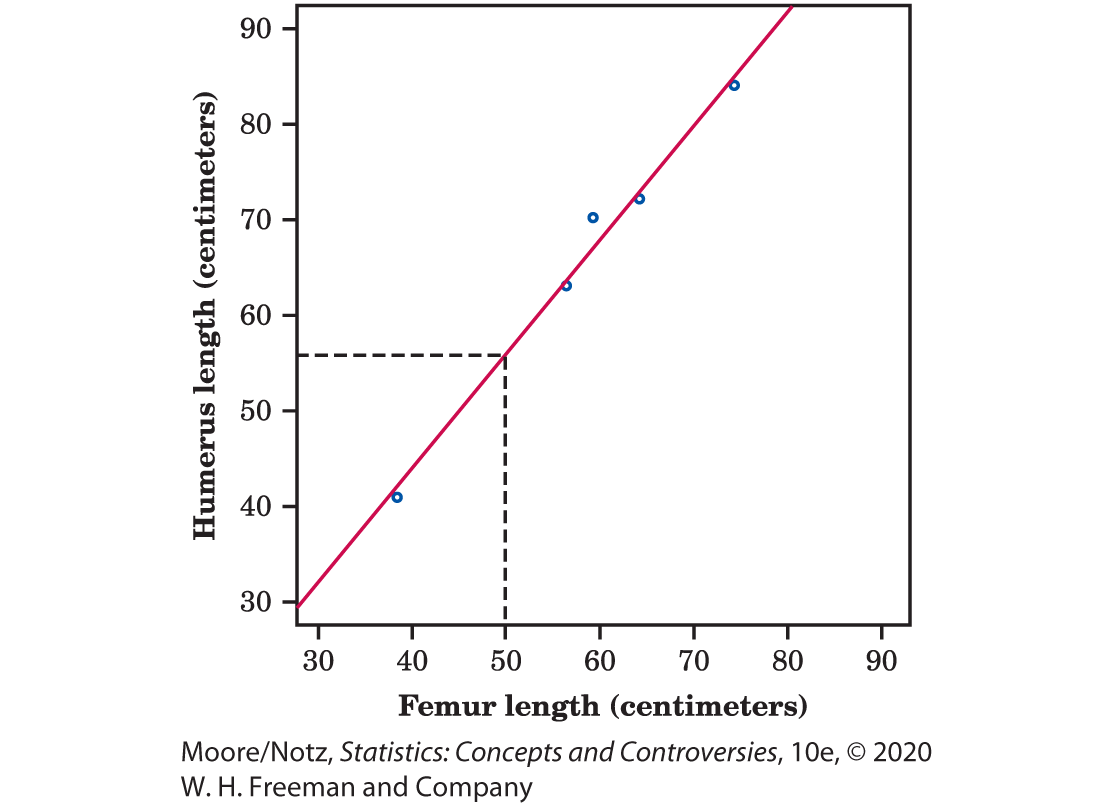 90
80
70
60
50
40
30
Humerus length (centimeters)
30 40 50 60 70 80 90
Femur length (centimeters)
Moore/Notz, Statistics: Concepts and Controversies, 10e, © 2020
W. H. Freeman and Company